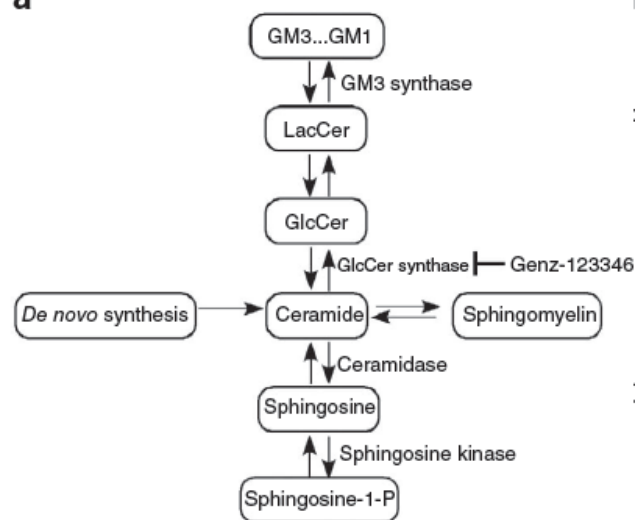 a
GM3...GM1
GM3 synthase
LacCer
GlcCer
GlcCer synthase
Genz-123346
De novo synthesis
Ceramide
Sphingomyelin
Ceramidase
Sphingosine
Sphingosine kinase
Sphingosine-1-P